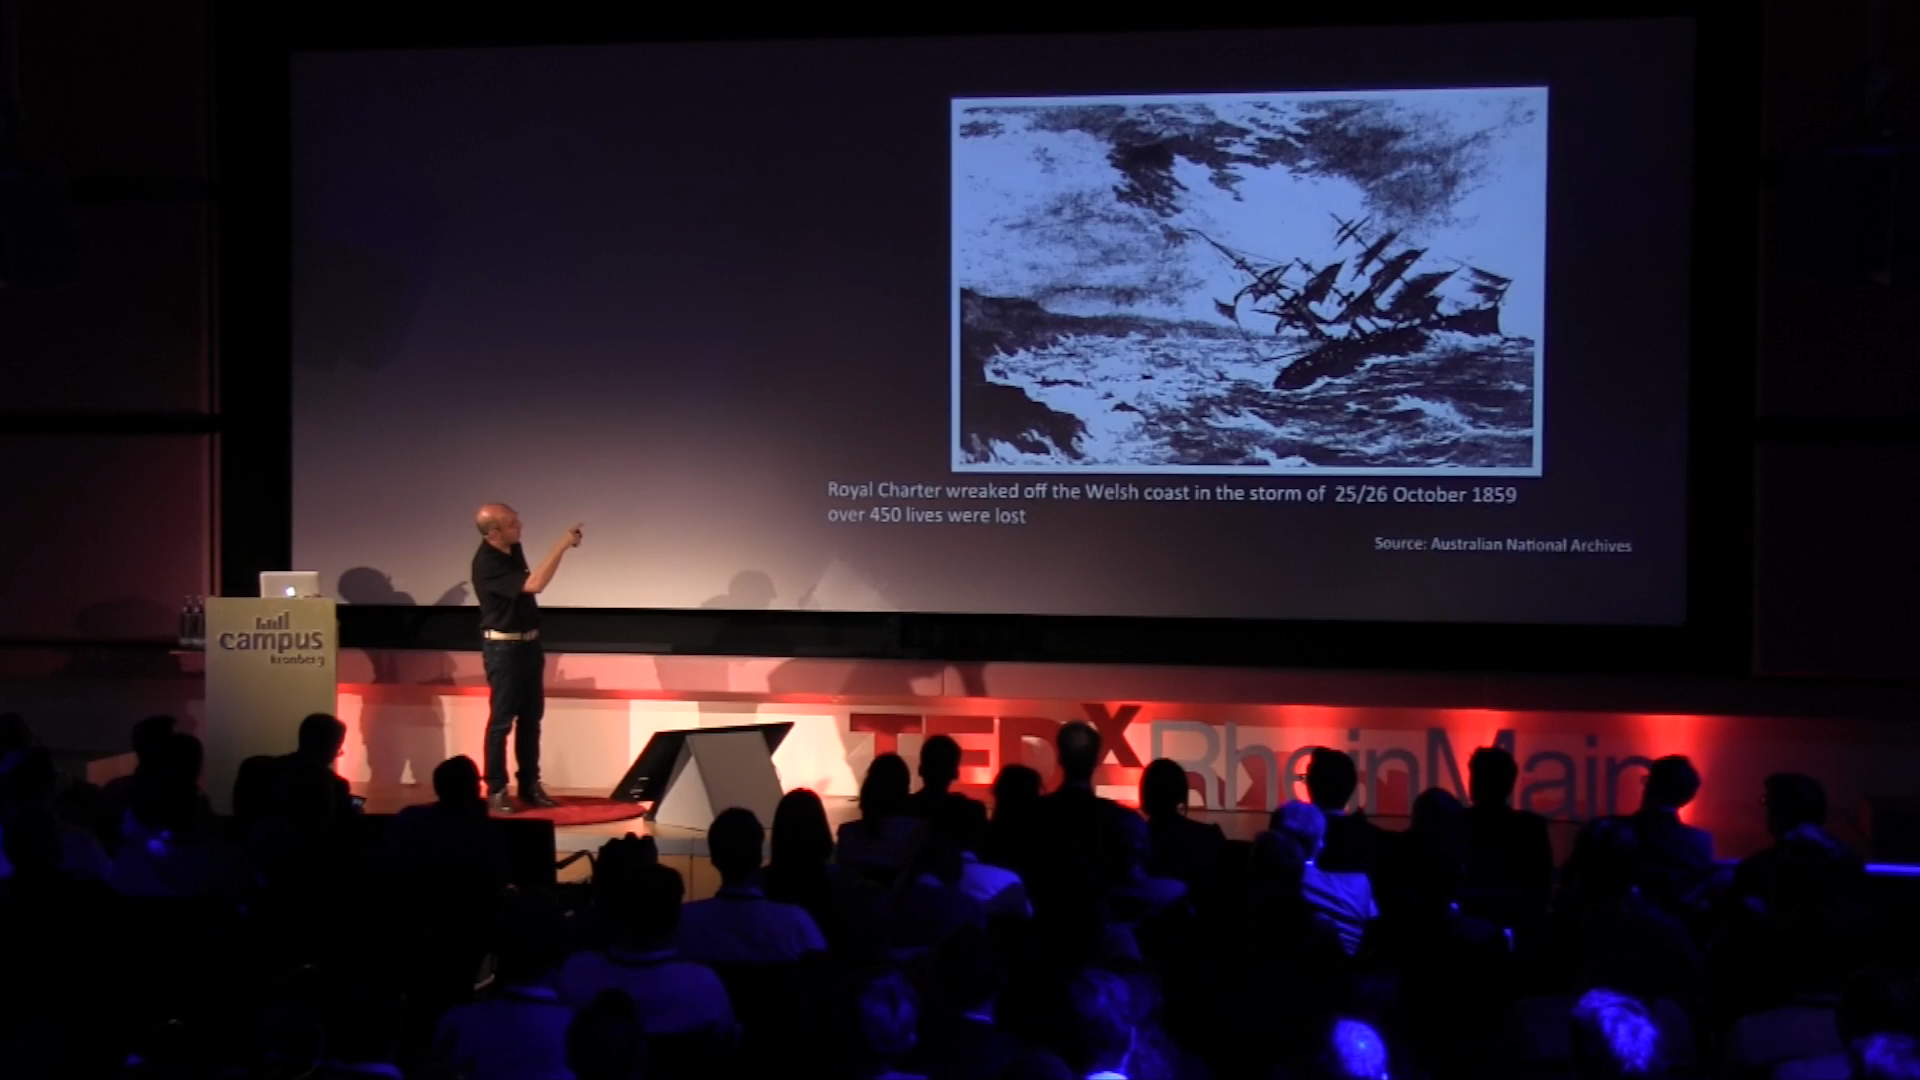 Royal Charter wreaked off the Welsh coast in the storm of 25/26 October 1859
over 450 lives were lost
Source: Australian National Archives
campus
kronberg
TEDxRheinMain